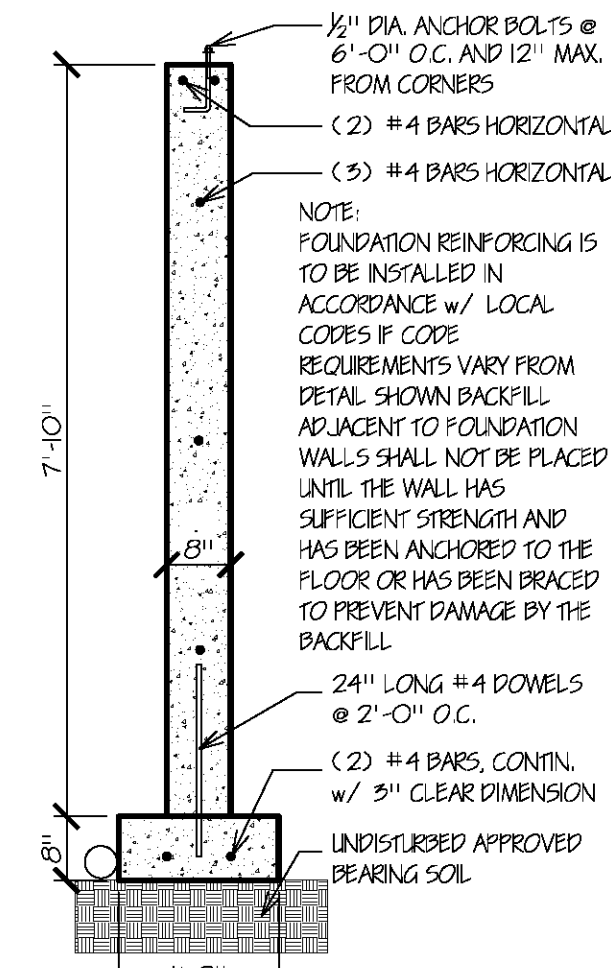 ½" DIA. ANCHOR BOLTS @
6'-0" O.C. AND 12" MAX.
FROM CORNERS
(2) #4 BARS HORIZONTAL
(3) #4 BARS HORIZONTAL
NOTE:
FOUNDATION REINFORCING IS
TO BE INSTALLED IN
ACCORDANCE w/ LOCAL
CODES IF CODE
REQUIREMENTS VARY FROM
DETAIL SHOWN BACKFILL
ADJACENT TO FOUNDATION
WALLS SHALL NOT BE PLACED
UNTIL THE WALL HAS
SUFFICIENT STRENGTH AND
HAS BEEN ANCHORED TO THE
FLOOR OR HAS BEEN BRACED
TO PREVENT DAMAGE BY THE
BACKFILL
7'-10"
8"
24" LONG #4 DOWELS
@ 2'-0" O.C.
(2) #4 BARS, CONTIN.
w/ 3" CLEAR DIMENSION
8"
UNDISTURBED APPROVED
BEARING SOIL